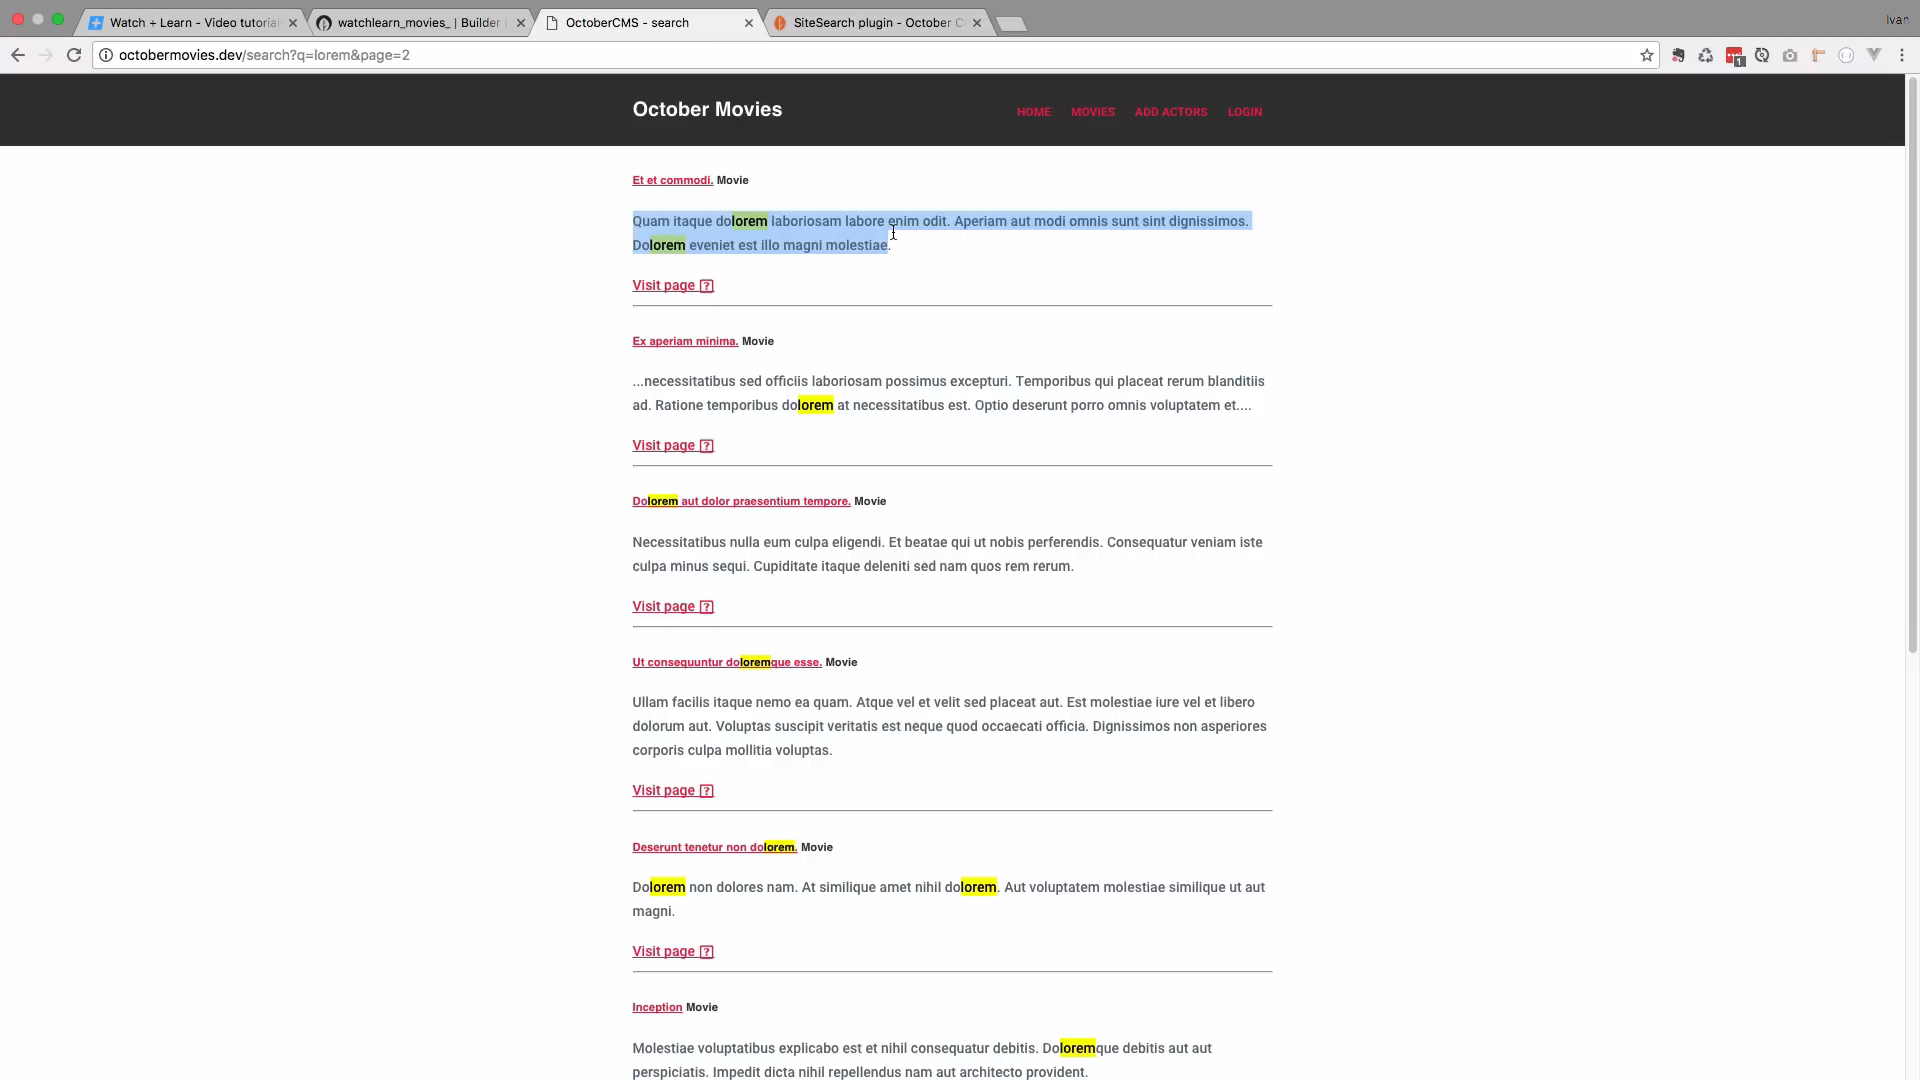 Watch + Learn - Video tutorial
watchlearn_movies_ | Builder |
OctoberCMS - search
SiteSearch plugin - October C
Ivan
octobermovies.dev/search?q=lorem&page=2
1
October Movies
HOME
MOVIES
ADD ACTORS
LOGIN
Et et commodi. Movie
Quam itaque dolorem laboriosam labore enim odit. Aperiam aut modi omnis sunt sint dignissimos.
Dolorem eveniet est illo magni molestiae.
Visit page
Ex aperiam minima. Movie
...necessitatibus sed officiis laboriosam possimus excepturi. Temporibus qui placeat rerum blanditiis
ad. Ratione temporibus dolorem at necessitatibus est. Optio deserunt porro omnis voluptatem et....
Visit page
Dolorem aut dolor praesentium tempore. Movie
Necessitatibus nulla eum culpa eligendi. Et beatae qui ut nobis perferendis. Consequatur veniam iste
culpa minus sequi. Cupiditate itaque deleniti sed nam quos rem rerum.
Visit page
Ut consequuntur doloremque esse. Movie
Ullam facilis itaque nemo ea quam. Atque vel et velit sed placeat aut. Est molestiae iure vel et libero
dolorum aut. Voluptas suscipit veritatis est neque quod occaecati officia. Dignissimos non asperiores
corporis culpa mollitia voluptas.
Visit page
Deserunt tenetur non dolorem. Movie
Dolorem non dolores nam. At similique amet nihil dolorem. Aut voluptatem molestiae similique ut aut
magni.
Visit page
Inception Movie
Molestiae voluptatibus explicabo est et nihil consequatur debitis. Doloremque debitis aut aut
perspiciatis. Impedit dicta nihil repellendus nam aut architecto provident.